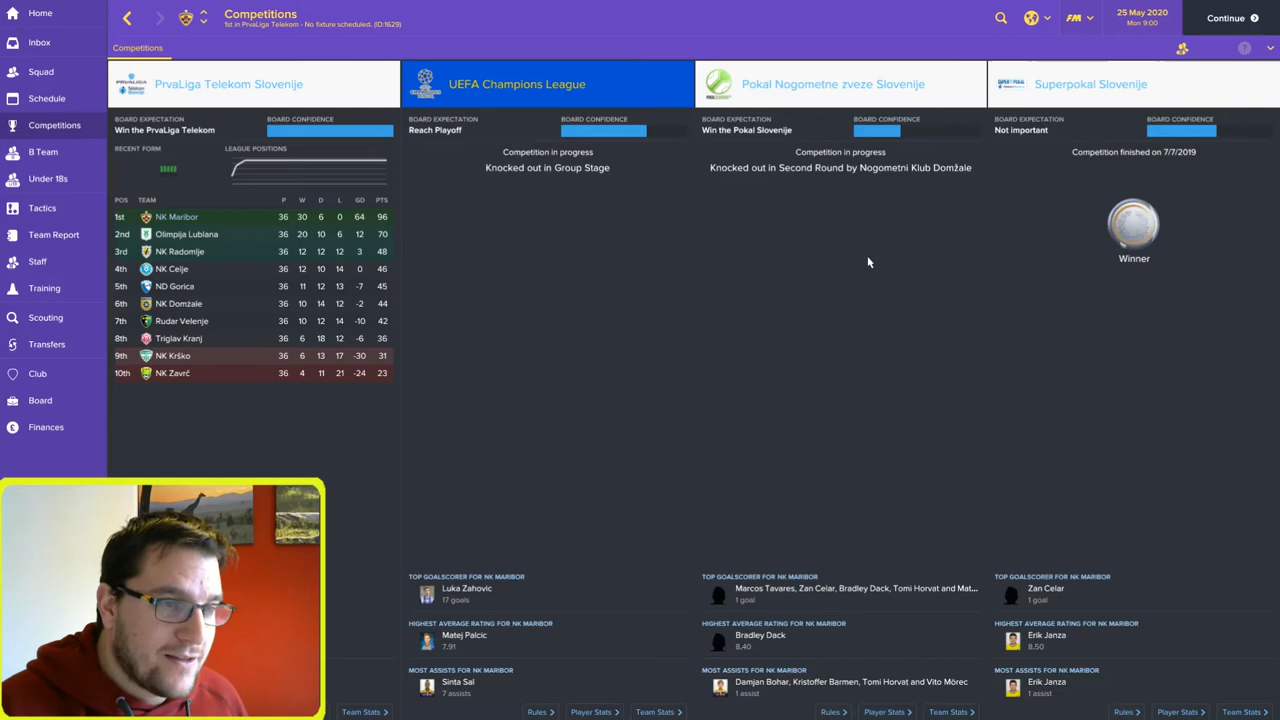 Home
Inbox
Squad
Schedule
Competitions
B Team
Under 18s
Tactics
Team Report
Staff
Training
Scouting
Transfers
Club
Board
Finances
Competitions
1st in PrvaLiga Telekom - No fixture scheduled. (ID:1629)
FM
25 May 2020
Mon 9:00
Continue
Competitions
PrvaLiga Telekom Slovenije
BOARD EXPECTATION
Win the PrvaLiga Telekom
BOARD CONFIDENCE
RECENT FORM
LEAGUE POSITIONS
POS TEAM P W D L GD PTS
1st NK Maribor 36 30 6 0 64 96
2nd Olimpija Lublana 36 20 10 6 12 70
3rd NK Radomlje 36 12 12 12 3 48
4th NK Celje 36 12 10 14 0 46
5th ND Gorica 36 11 12 13 -7 45
6th NK Domžale 36 10 14 12 -2 44
7th Rudar Velenje 36 10 12 14 -10 42
8th Triglav Kranj 36 6 18 12 -6 36
9th NK Krško 36 6 13 17 -30 31
10th NK Zavrč 36 4 11 21 -24 23
Team Stats
UEFA Champions League
BOARD EXPECTATION
Reach Playoff
BOARD CONFIDENCE
Competition in progress
Knocked out in Group Stage
TOP GOALSCORER FOR NK MARIBOR
Luka Zahovic
17 goals
HIGHEST AVERAGE RATING FOR NK MARIBOR
Matej Palcic
7.91
MOST ASSISTS FOR NK MARIBOR
Sinta Sal
7 assists
Rules Player Stats Team Stats
Pokal Nogometne zveze Slovenije
BOARD EXPECTATION
Win the Pokal Slovenije
BOARD CONFIDENCE
Competition in progress
Knocked out in Second Round by Nogometni Klub Domžale
TOP GOALSCORER FOR NK MARIBOR
Marcos Tavares, Zan Celar, Bradley Dack, Tomi Horvat and Mat...
1 goal
HIGHEST AVERAGE RATING FOR NK MARIBOR
Bradley Dack
8.40
MOST ASSISTS FOR NK MARIBOR
Damjan Bohar, Kristoffer Barmen, Tomi Horvat and Vito Mörec
1 assist
Rules Player Stats Team Stats
Superpokal Slovenije
BOARD EXPECTATION
Not important
BOARD CONFIDENCE
Competition finished on 7/7/2019
Winner
TOP GOALSCORER FOR NK MARIBOR
Zan Celar
1 goal
HIGHEST AVERAGE RATING FOR NK MARIBOR
Erik Janza
8.50
MOST ASSISTS FOR NK MARIBOR
Erik Janza
1 assist
Rules Player Stats Team Stats